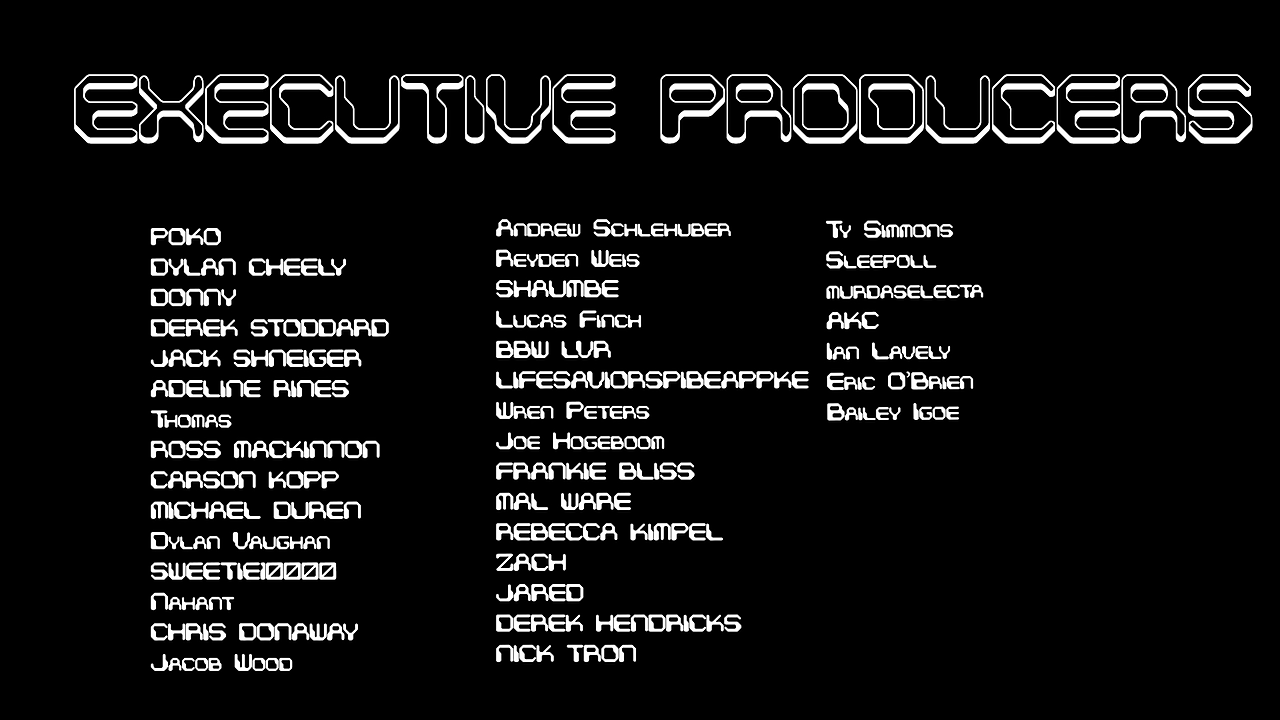 EXECUTIVE PRODUCERS
POKO
DYLAN CHEELY
DONNY
DEREK STODDARD
JACK SHNEIGER
ADELINE RINES
Thomas
ROSS MACKINNON
CARSON KOPP
MICHAEL DUREN
Dylan Vaughan
SWEETIE10000
Nahant
CHRIS DONAWAY
Jacob Wood
Andrew Schlehuber
Reyden Weis
SHAUMBE
Lucas Finch
BBW LVR
LIFESAVIORSPIBEAPPKE
Wren Peters
Joe Hogeboom
FRANKIE BLISS
MAL WARE
REBECCA KIMPEL
ZACH
JARED
DEREK HENDRICKS
NICK TRON
Ty Simmons
Sleepoll
murdaselecta
AKC
Ian Lavely
Eric O'Brien
Bailey Igoe